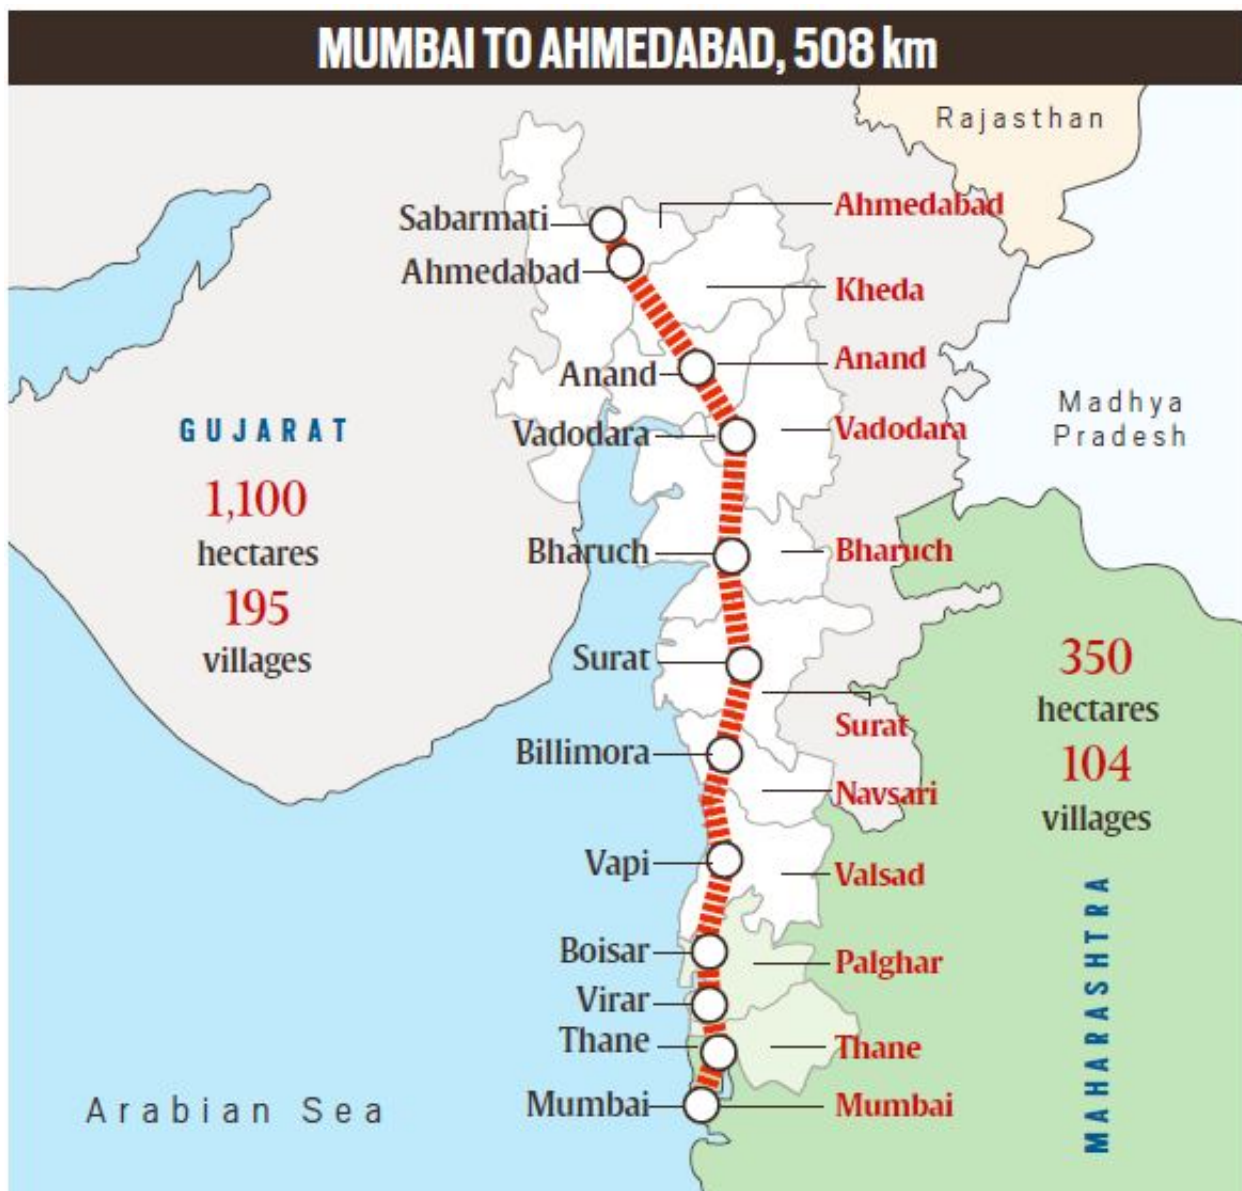 MUMBAI TO AHMEDABAD, 508 km
Rajasthan
Sabarmati
Ahmedabad
Ahmedabad
Kheda
Anand
Anand
Madhya
Pradesh
GUJARAT
Vadodara
Vadodara
1,100
hectares
195
villages
Bharuch
Bharuch
Surat
Surat
350
hectares
104
villages
Billimora
Navsari
Vapi
Valsad
MAHARASHTRA
Boisar
Palghar
Virar
Thane
Thane
Mumbai
Mumbai
Arabian Sea